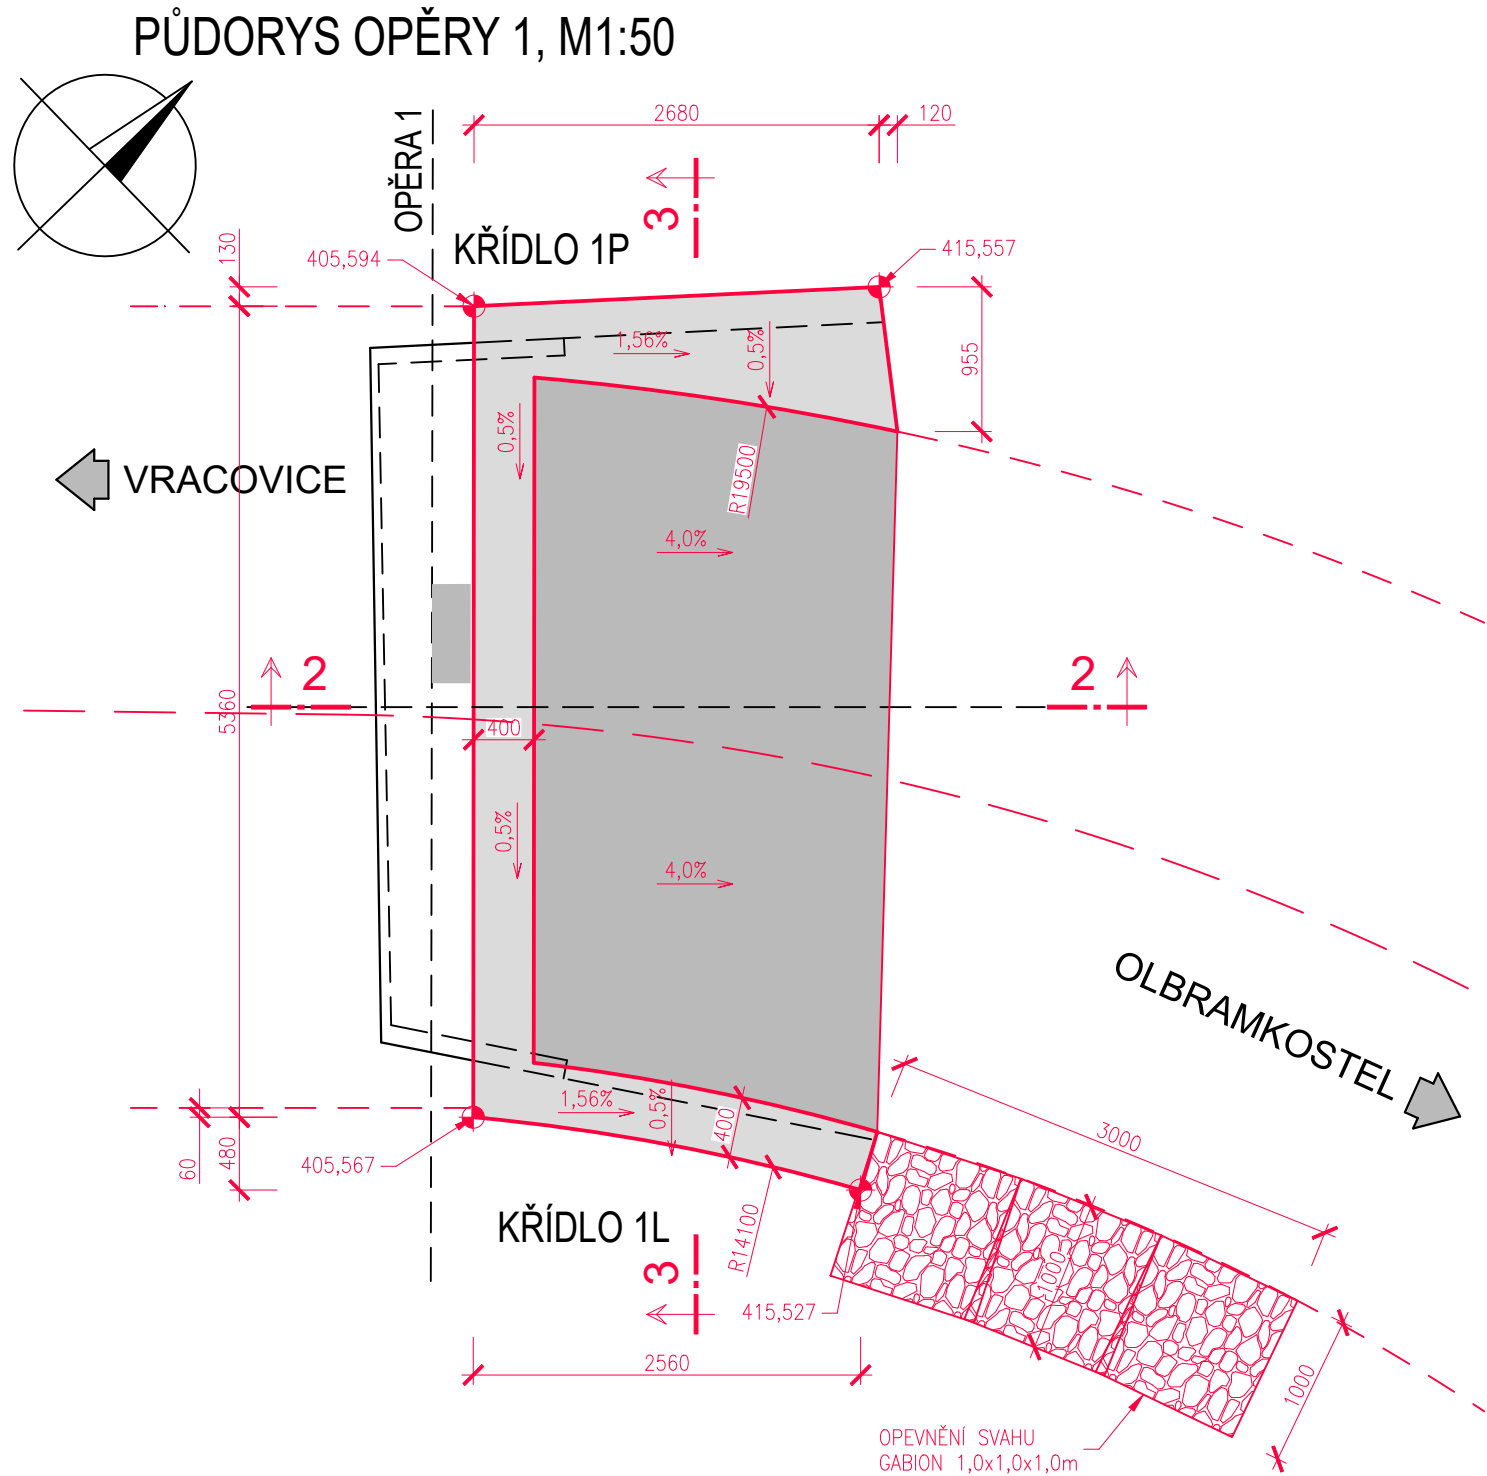 PŮDORYS OPĚRY 1, M1:50
2680
120
OPĚRA 1
3
130
405,594
KŘÍDLO 1P
415,557
1,56%
0,5%
955
0,5%
R19500
VRACOVICE
4,0%
2
2
5360
400
0,5%
4,0%
OLBRAMKOSTEL
1,56%
0,5%
400
3000
60
480
405,567
KŘÍDLO 1L
R14100
3
1000
415,527
2560
1000
OPEVNĚNÍ SVAHU
GABION 1,0x1,0x1,0m